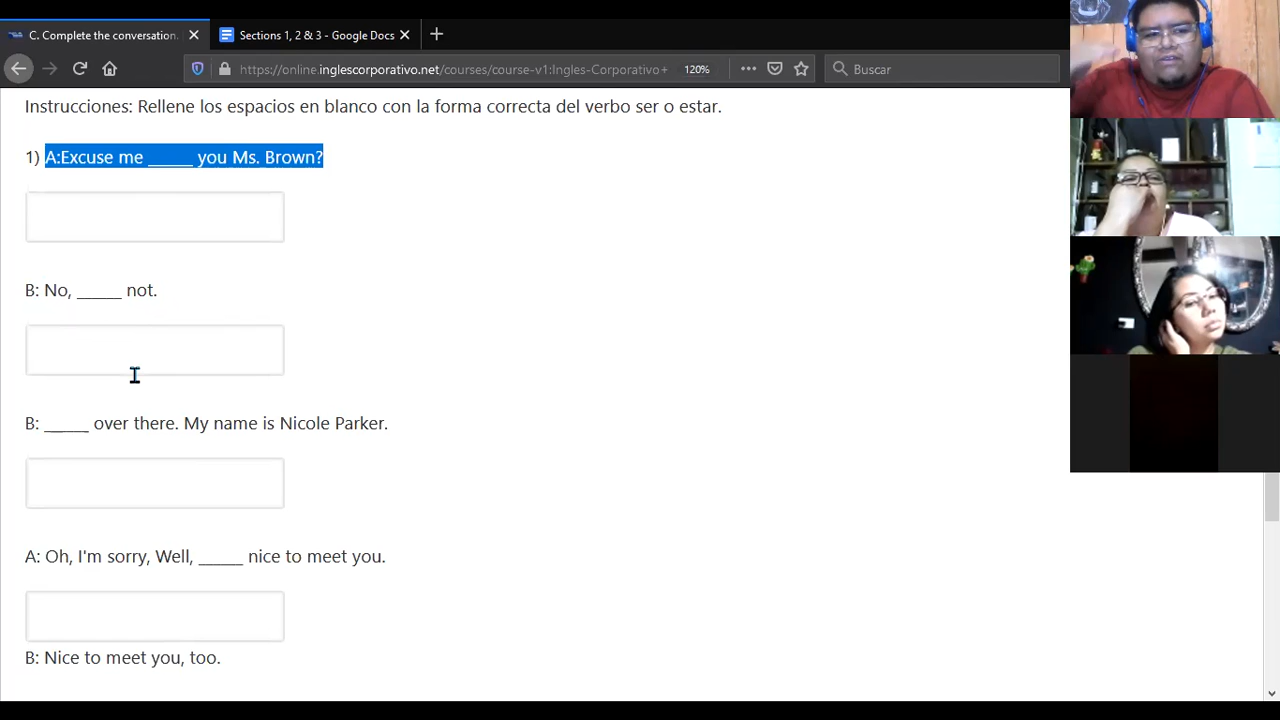 C. Complete the conversation.
Sections 1, 2 & 3 - Google Docs
https://online.inglescorporativo.net/courses/course-v1:Ingles-Corporativo+
120%
Buscar
Instrucciones: Rellene los espacios en blanco con la forma correcta del verbo ser o estar.
1) A:Excuse me _____ you Ms. Brown?
B: No, _____ not.
B: _____ over there. My name is Nicole Parker.
A: Oh, I'm sorry, Well, _____ nice to meet you.
B: Nice to meet you, too.